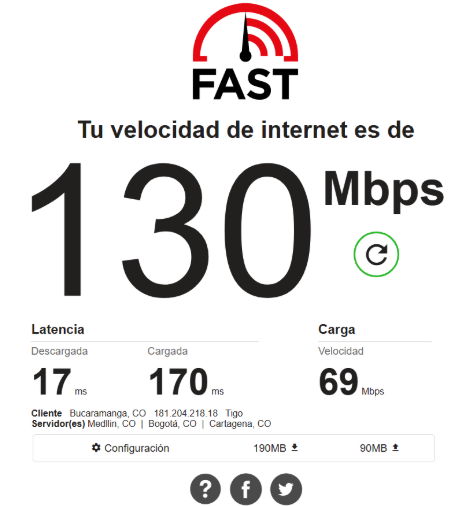 FAST
Tu velocidad de internet es de
130 Mbps
Latencia
Carga
Descargada
Cargada
Velocidad
17 ms
170 ms
69 Mbps
Cliente Bucaramanga, CO 181.204.218.18 Tigo
Servidor(es) Medllin, CO | Bogotá, CO | Cartagena, CO
Configuración 190MB 90MB
?